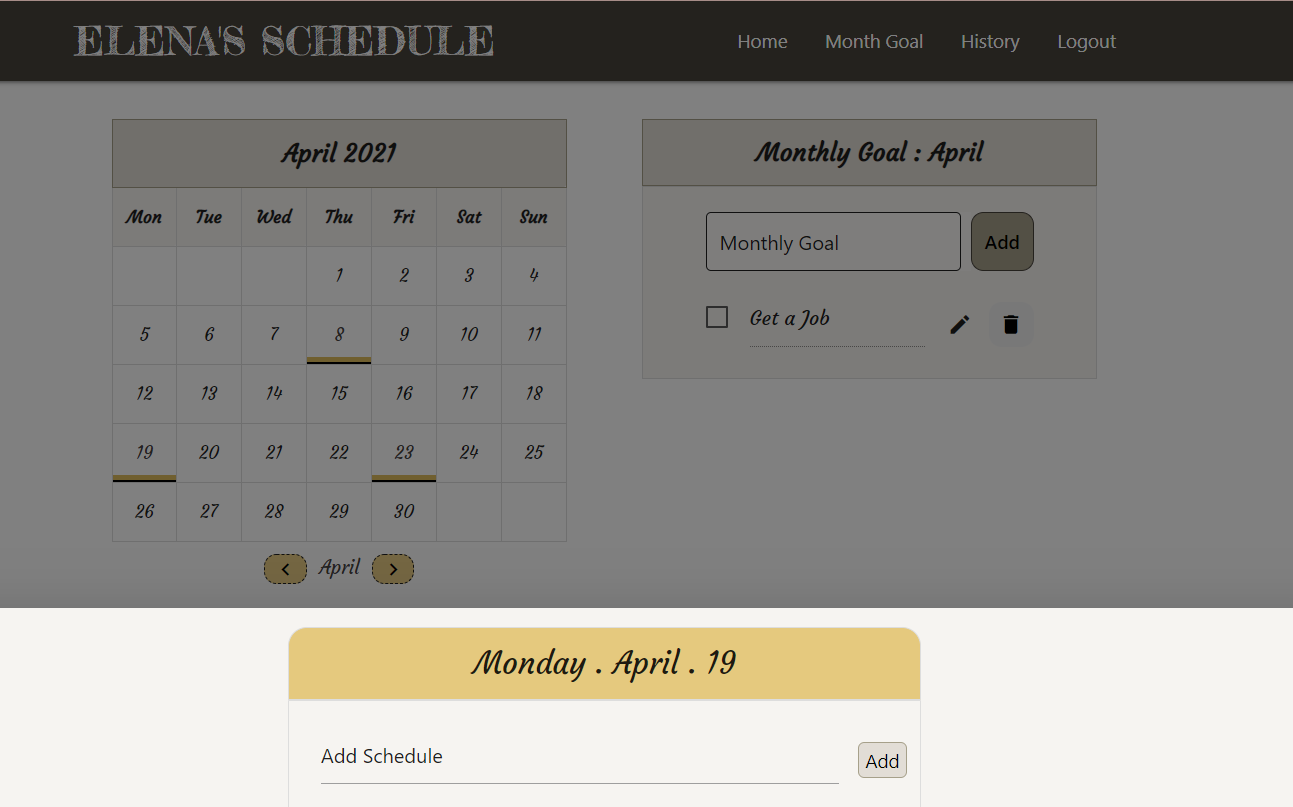 ELENA'S SCHEDULE
Home Month Goal History Logout
April 2021
Mon Tue Wed Thu Fri Sat Sun
1 2 3 4
5 6 7 8 9 10 11
12 13 14 15 16 17 18
19 20 21 22 23 24 25
26 27 28 29 30
April
Monthly Goal : April
Monthly Goal Add
Get a Job
Monday . April . 19
Add Schedule Add